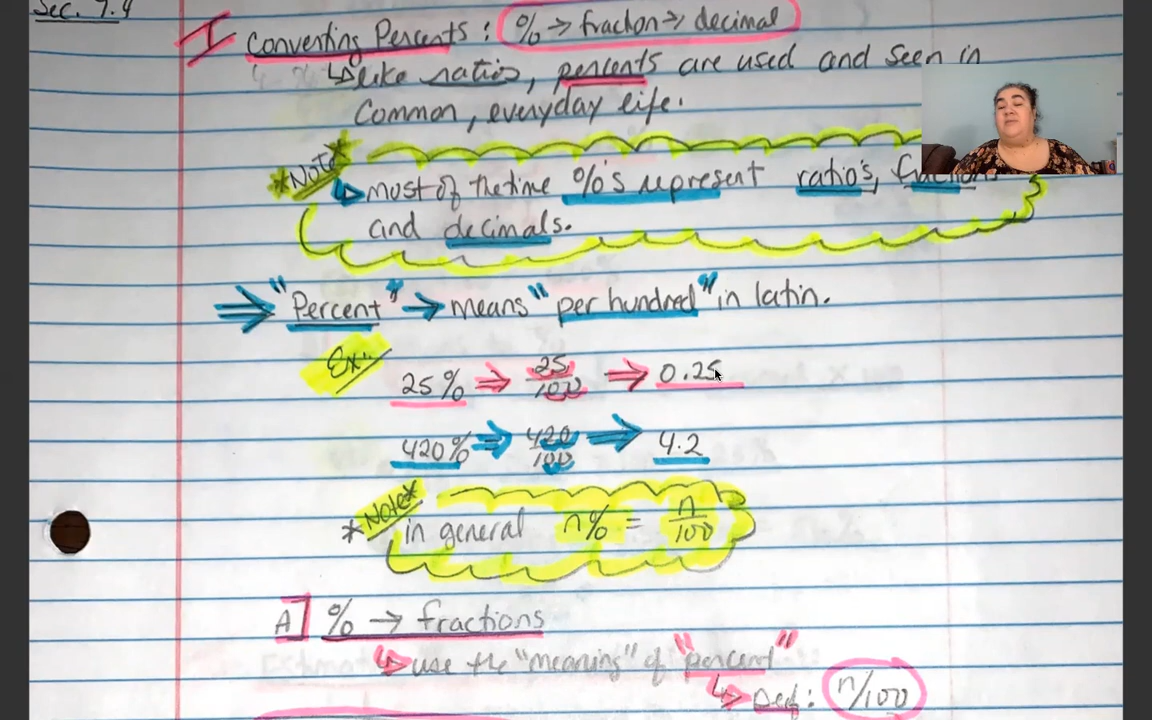 Sec. 7.4
I Converting Percents : % → fraction → decimal
↳ like ratios, percents are used and seen in
Common, everyday life.
*Note*
↳ most of the time %'s represent ratio's,
and decimals.
⇒ "Percent" → means "per hundred" in latin.
Ex:
25% ⇒ 25/100 ⇒ 0.25
420% ⇒ 420/100 ⇒ 4.2
*Note*
in general n% = n/100
A] % → fractions
↳ use the "meaning" of "percent"
↳ Def: n/100